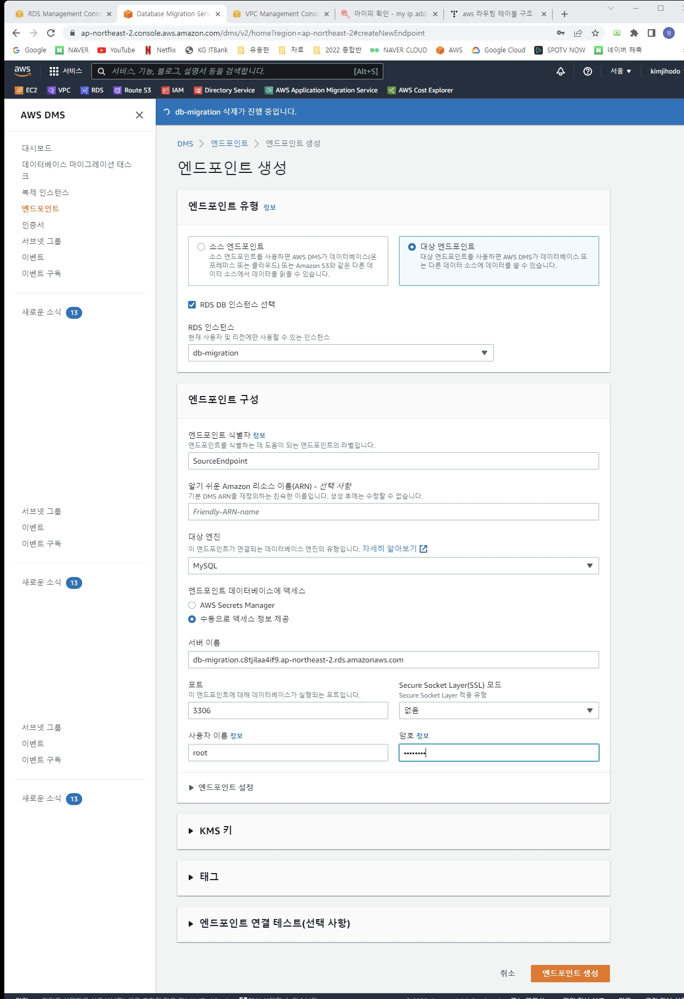 RDS Management Conso
Database Migration Serv
VPC Management Conso
아이피 확인 - my ip addr
aws 라우팅 테이블 구조
ap-northeast-2.console.aws.amazon.com/dms/v2/home?region=ap-northeast-2#createNewEndpoint
잉
Google
NAVER
YouTube
Netflix
KG ITBank
유용한
자료
2022 종합반
NAVER CLOUD
AWS
Google Cloud
SPOTV NOW
네이버 해축
aws
서비스
서비스, 기능, 블로그, 설명서 등을 검색합니다.
[Alt+S]
서울 ▼
kimjihodo
EC2
VPC
RDS
Route 53
IAM
Directory Service
AWS Application Migration Service
AWS Cost Explorer
AWS DMS
대시보드
데이터베이스 마이그레이션 태스
크
복제 인스턴스
엔드포인트
인증서
서브넷 그룹
이벤트
이벤트 구독
새로운 소식 13
서브넷 그룹
이벤트
이벤트 구독
새로운 소식 13
서브넷 그룹
이벤트
이벤트 구독
새로운 소식 13
db-migration 삭제가 진행 중입니다.
DMS > 엔드포인트 > 엔드포인트 생성
엔드포인트 생성
엔드포인트 유형 정보
소스 엔드포인트
소스 엔드포인트를 사용하면 AWS DMS가 데이터베이스(온
프레미스 또는 클라우드) 또는 Amazon S3와 같은 다른 데
이터 소스에서 데이터를 읽을 수 있습니다.
대상 엔드포인트
대상 엔드포인트를 사용하면 AWS DMS가 데이터베이스 또
는 다른 데이터 소스에 데이터를 쓸 수 있습니다.
RDS DB 인스턴스 선택
RDS 인스턴스
현재 사용자 및 리전에만 사용할 수 있는 인스턴스
db-migration
엔드포인트 구성
엔드포인트 식별자 정보
엔드포인트를 식별하는 데 도움이 되는 엔드포인트의 라벨입니다.
SourceEndpoint
알기 쉬운 Amazon 리소스 이름(ARN) - 선택 사항
기본 DMS ARN을 재정의하는 친숙한 이름입니다. 생성 후에는 수정할 수 없습니다.
Friendly-ARN-name
대상 엔진
이 엔드포인트가 연결되는 데이터베이스 엔진의 유형입니다. 자세히 알아보기
MySQL
엔드포인트 데이터베이스에 액세스
AWS Secrets Manager
수동으로 액세스 정보 제공
서버 이름
db-migration.c8tjilaa4if9.ap-northeast-2.rds.amazonaws.com
포트
이 엔드포인트에 대해 데이터베이스가 실행되는 포트입니다.
3306
Secure Socket Layer(SSL) 모드
Secure Socket Layer 적용 유형
없음
사용자 이름 정보
root
암호 정보
••••••••
엔드포인트 설정
KMS 키
태그
엔드포인트 연결 테스트(선택 사항)
취소
엔드포인트 생성